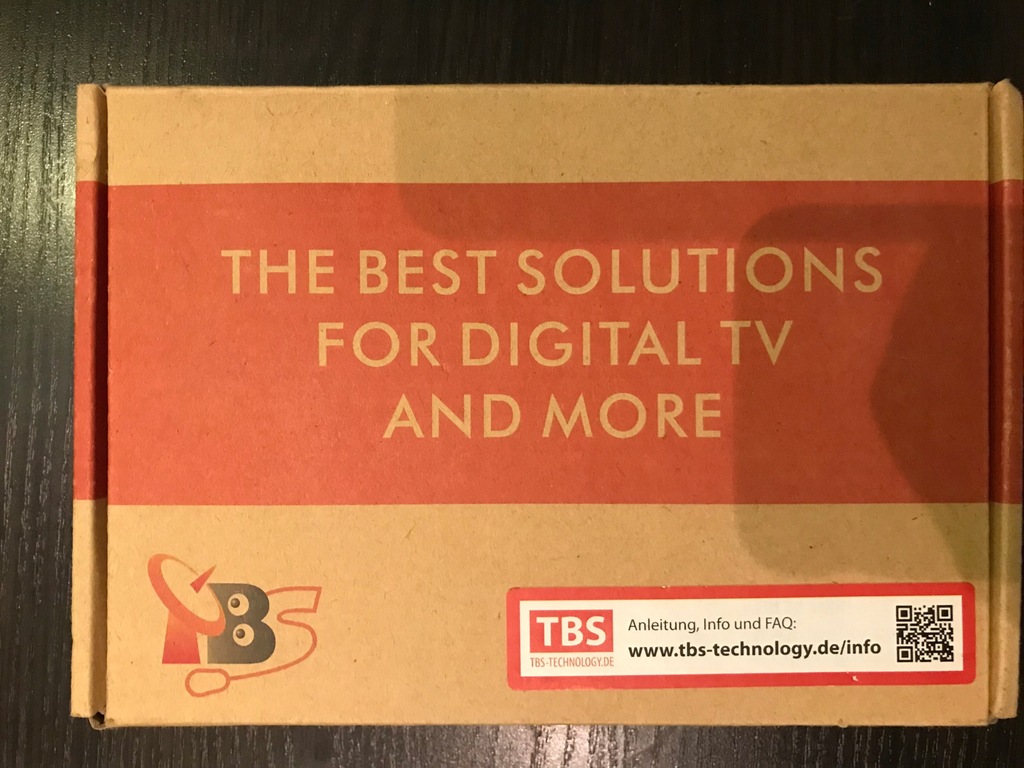 THE BEST SOLUTIONS
FOR DIGITAL TV
AND MORE
TBS
TBS
TBS-TECHNOLOGY.DE
Anleitung, Info und FAQ:
www.tbs-technology.de/info